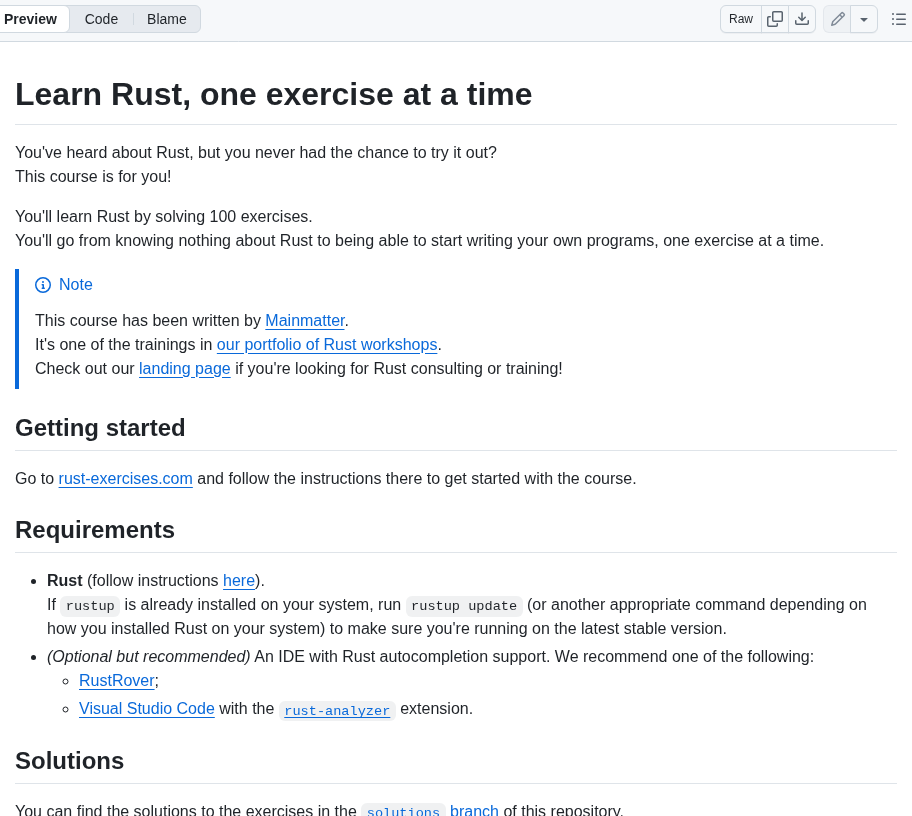 Preview Code Blame Raw
Learn Rust, one exercise at a time
You've heard about Rust, but you never had the chance to try it out?
This course is for you!
You'll learn Rust by solving 100 exercises.
You'll go from knowing nothing about Rust to being able to start writing your own programs, one exercise at a time.
Note
This course has been written by Mainmatter.
It's one of the trainings in our portfolio of Rust workshops.
Check out our landing page if you're looking for Rust consulting or training!
Getting started
Go to rust-exercises.com and follow the instructions there to get started with the course.
Requirements
Rust (follow instructions here).
If rustup is already installed on your system, run rustup update (or another appropriate command depending on
how you installed Rust on your system) to make sure you're running on the latest stable version.
(Optional but recommended) An IDE with Rust autocompletion support. We recommend one of the following:
RustRover;
Visual Studio Code with the rust-analyzer extension.
Solutions
You can find the solutions to the exercises in the solutions branch of this repository.